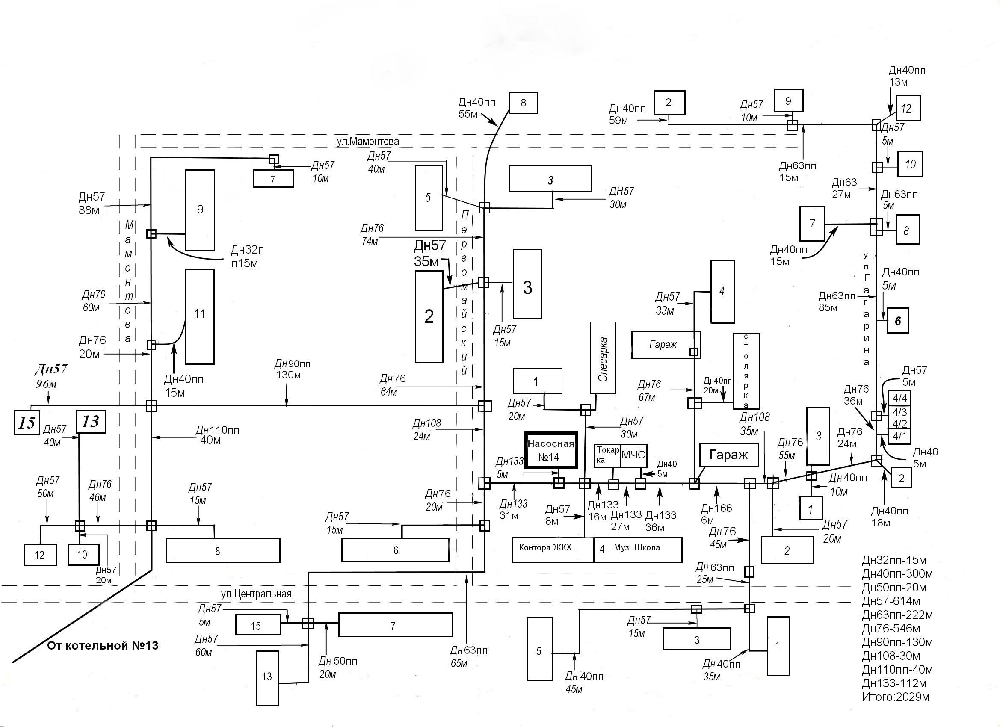 Дн40пп
13м
12
8
Дн40пп
55м
2
Дн40пп
59м
9
Дн57
10м
Дн57
5м
ул.Мамонтова
Дн57
40м
Дн57
10м
7
9
5
3
ДН57
30м
Дн63пп
15м
10
Дн63
27м
Дн63пп
5м
Дн57
88м
Мамонтова
Первомайский
Дн76
74м
Дн57
35м
7
8
Дн40пп
15м
Дн32п
п15м
ул.Гагарина
Дн40пп
5м
11
2
3
4
Дн57
33м
Дн63пп
85м
6
Дн76
60м
Дн57
15м
Слесарка
Гараж
столярка
Дн76
20м
Дн57
96м
Дн40пп
15м
Дн90пп
130м
Дн76
64м
1
Дн57
20м
Дн76
67м
Дн40пп
20м
Дн57
5м
Дн76
36м
4/4
4/3
4/2
4/1
15
13
Дн57
40м
Дн110пп
40м
Дн108
24м
Дн57
30м
Дн108
35м
3
Дн76
24м
Насосная
№14
Токар
ка
МЧС
Гараж
Дн76
55м
Дн40
5м
Дн133
5м
Дн40
5м
Дн40пп
10м
2
Дн57
50м
Дн76
46м
Дн57
15м
Дн76
20м
Дн133
31м
Дн57
8м
Дн133
16м
Дн133
27м
Дн133
36м
Дн166
6м
1
Дн40пп
18м
Дн57
15м
Дн76
45м
Дн57
20м
12
10
8
6
Контора ЖКХ
4
Муз. Школа
2
Дн57
20м
Дн63пп
25м
Дн32пп-15м
Дн40пп-300м
Дн50пп-20м
Дн57-614м
Дн63пп-222м
Дн76-546м
Дн90пп-130м
Дн108-30м
Дн110пп-40м
Дн133-112м
Итого:2029м
ул.Центральная
Дн57
5м
15
7
Дн57
15м
3
5
1
От котельной №13
Дн57
60м
Дн50пп
20м
Дн63пп
65м
13
Дн40пп
45м
Дн40пп
35м